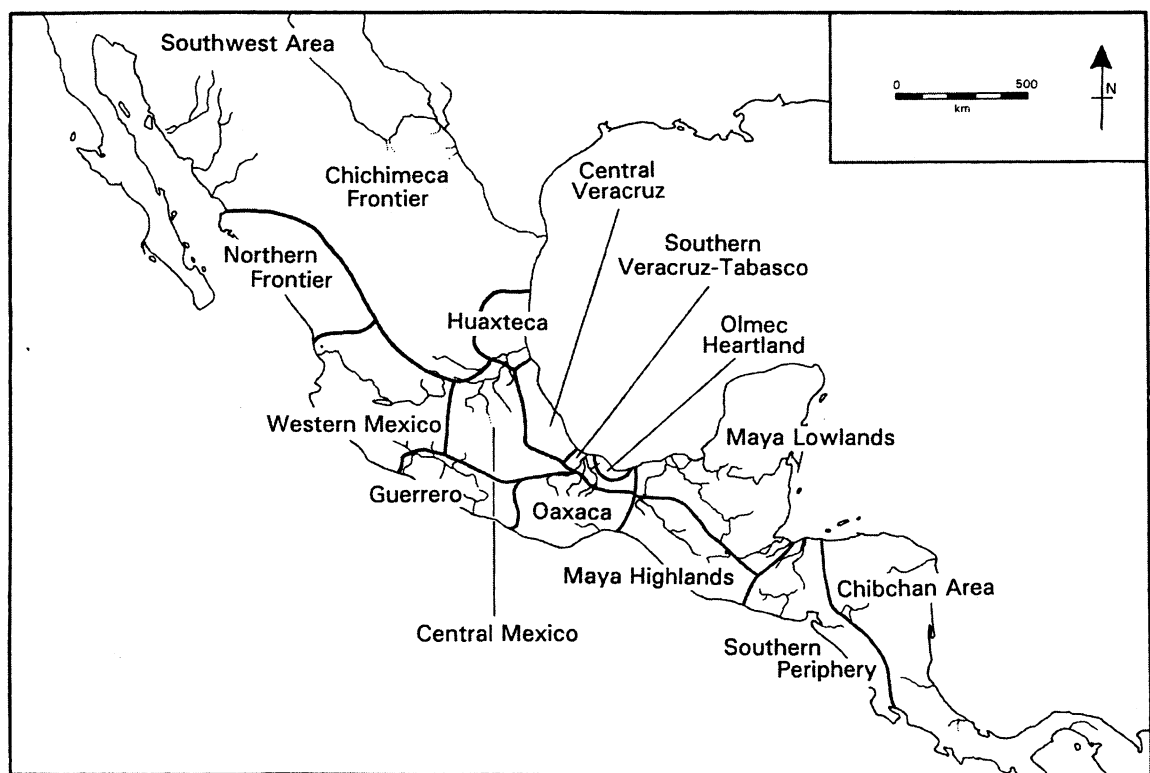 Southwest Area
0 500
km
N
Chichimeca
Frontier
Central
Veracruz
Northern
Frontier
Southern
Veracruz-Tabasco
Huaxteca
Olmec
Heartland
Western Mexico
Maya Lowlands
Guerrero
Oaxaca
Maya Highlands
Chibchan Area
Central Mexico
Southern
Periphery